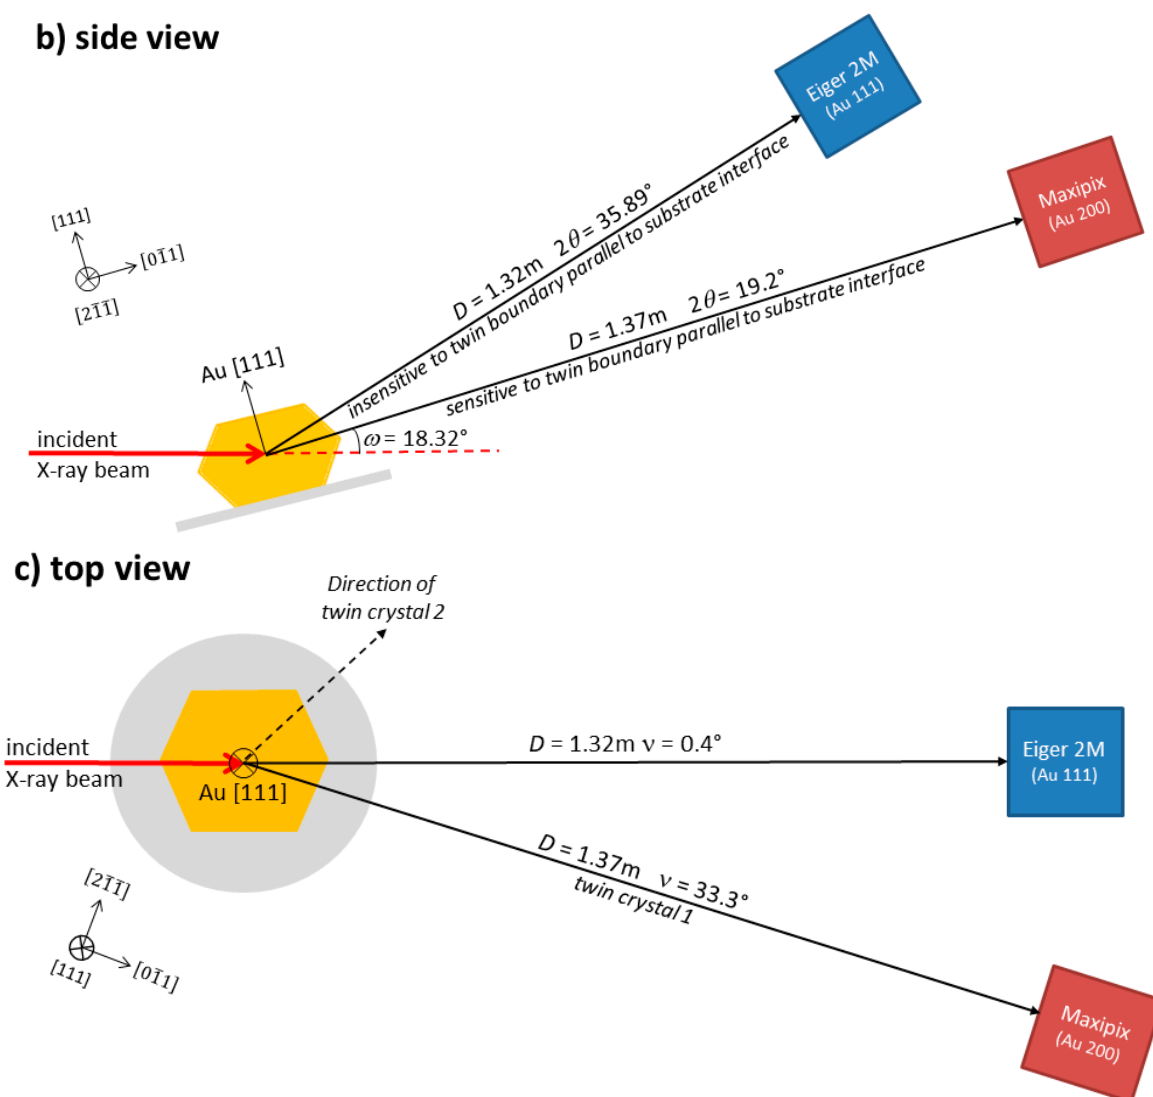 b) side view
Eiger 2M
(Au 111)
Maxipix
(Au 200)
[111]
[01̅1]
[21̅1̅]
D = 1.32m 2θ = 35.89°
insensitive to twin boundary parallel to substrate interface
D = 1.37m 2θ = 19.2°
sensitive to twin boundary parallel to substrate interface
Au [111]
incident
X-ray beam
ω = 18.32°
c) top view
Direction of
twin crystal 2
incident
X-ray beam
Au [111]
D = 1.32m ν = 0.4°
Eiger 2M
(Au 111)
D = 1.37m ν = 33.3°
twin crystal 1
[21̅1̅]
[111]
[01̅1]
Maxipix
(Au 200)